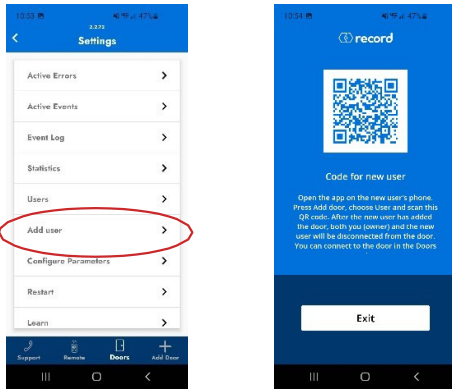 10:53
47%
2.2.75
Settings
Active Errors
Active Events
Event Log
Statistics
Users
Add user
Configure Parameters
Restart
Learn
Support
Remote
Doors
Add Door
10:54
47%
record
Code for new user
Open the app on the new user's phone.
Press Add door, choose User and scan this
QR code. After the new user has added
the door, both you (owner) and the new
user will be disconnected from the door.
You can connect to the door in the Doors
Exit